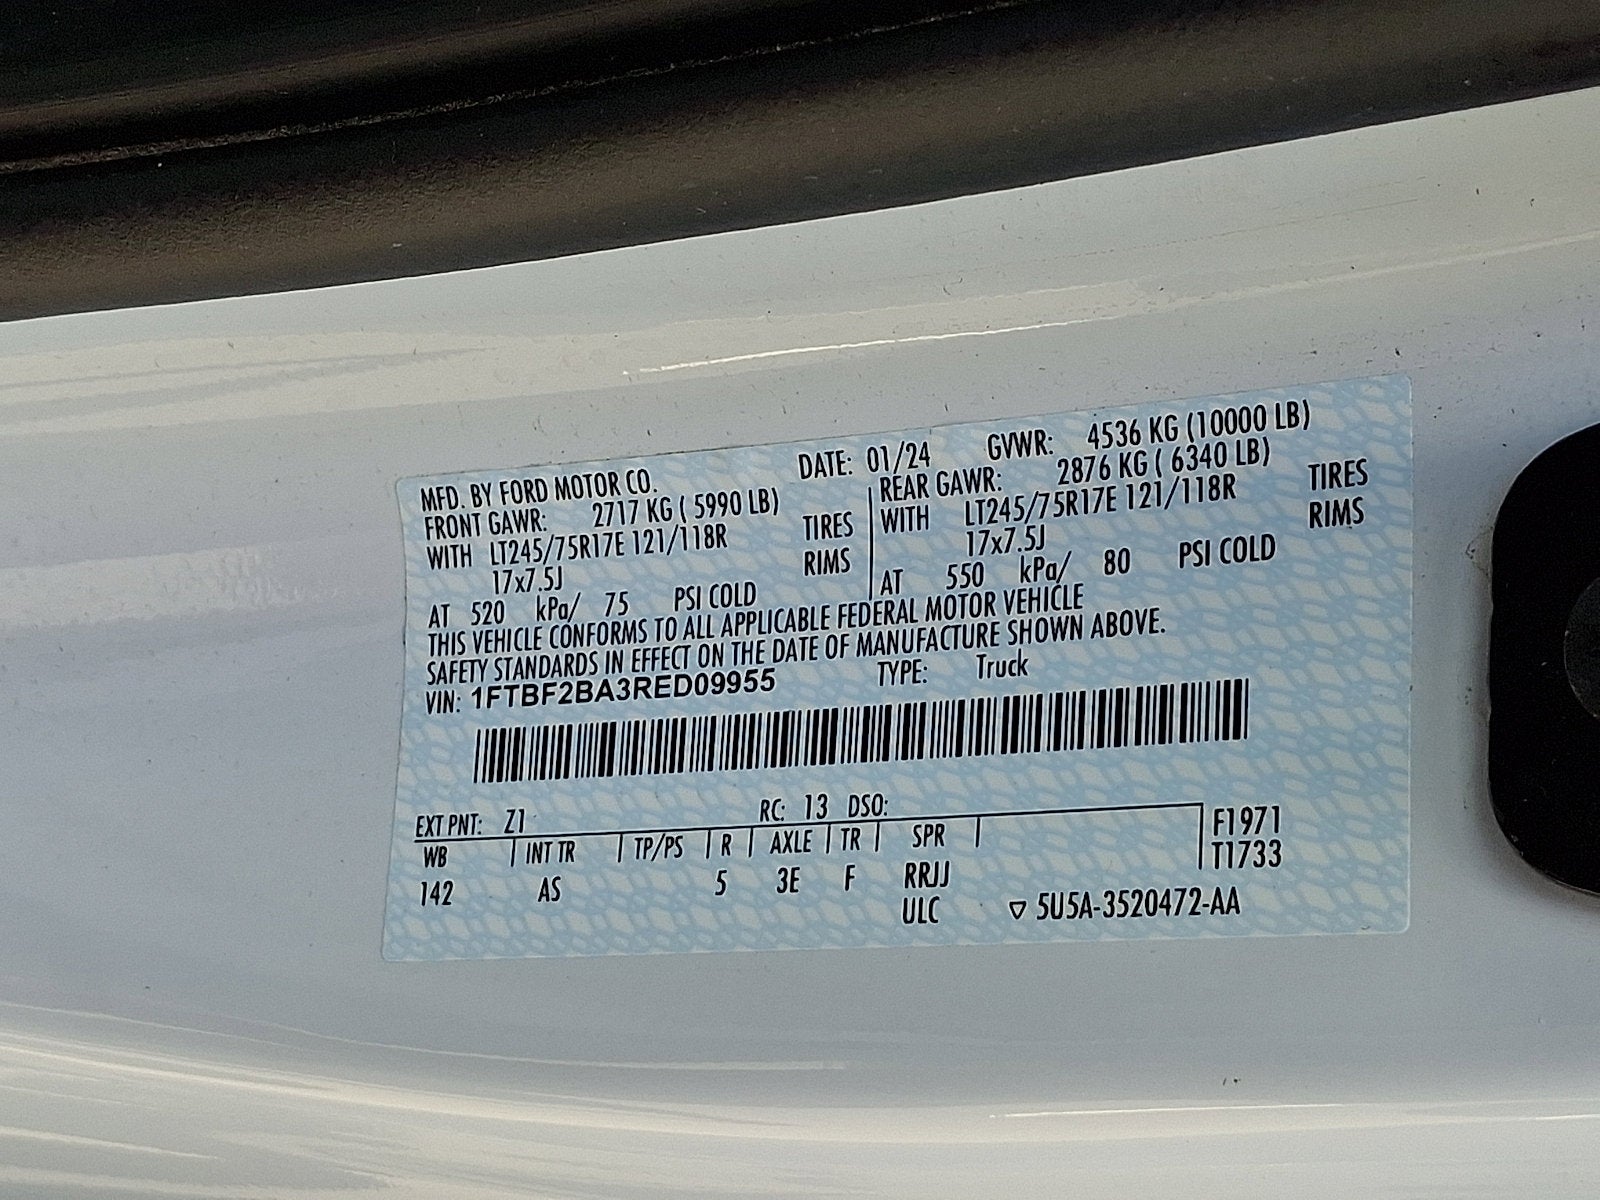 MFD. BY FORD MOTOR CO. DATE: 01/24 GVWR: 4536 KG (10000 LB)
FRONT GAWR: 2717 KG ( 5990 LB) REAR GAWR: 2876 KG ( 6340 LB)
WITH LT245/75R17E 121/118R TIRES WITH LT245/75R17E 121/118R TIRES
17x7.5J RIMS 17x7.5J RIMS
AT 520 kPa/ 75 PSI COLD AT 550 kPa/ 80 PSI COLD
THIS VEHICLE CONFORMS TO ALL APPLICABLE FEDERAL MOTOR VEHICLE
SAFETY STANDARDS IN EFFECT ON THE DATE OF MANUFACTURE SHOWN ABOVE.
VIN: 1FTBF2BA3RED09955 TYPE: Truck
EXT PNT: Z1 RC: 13 DSO:
WB INT TR TP/PS R AXLE TR SPR F1971
142 AS 5 3E F RRJJ T1733
ULC 5U5A-3520472-AA